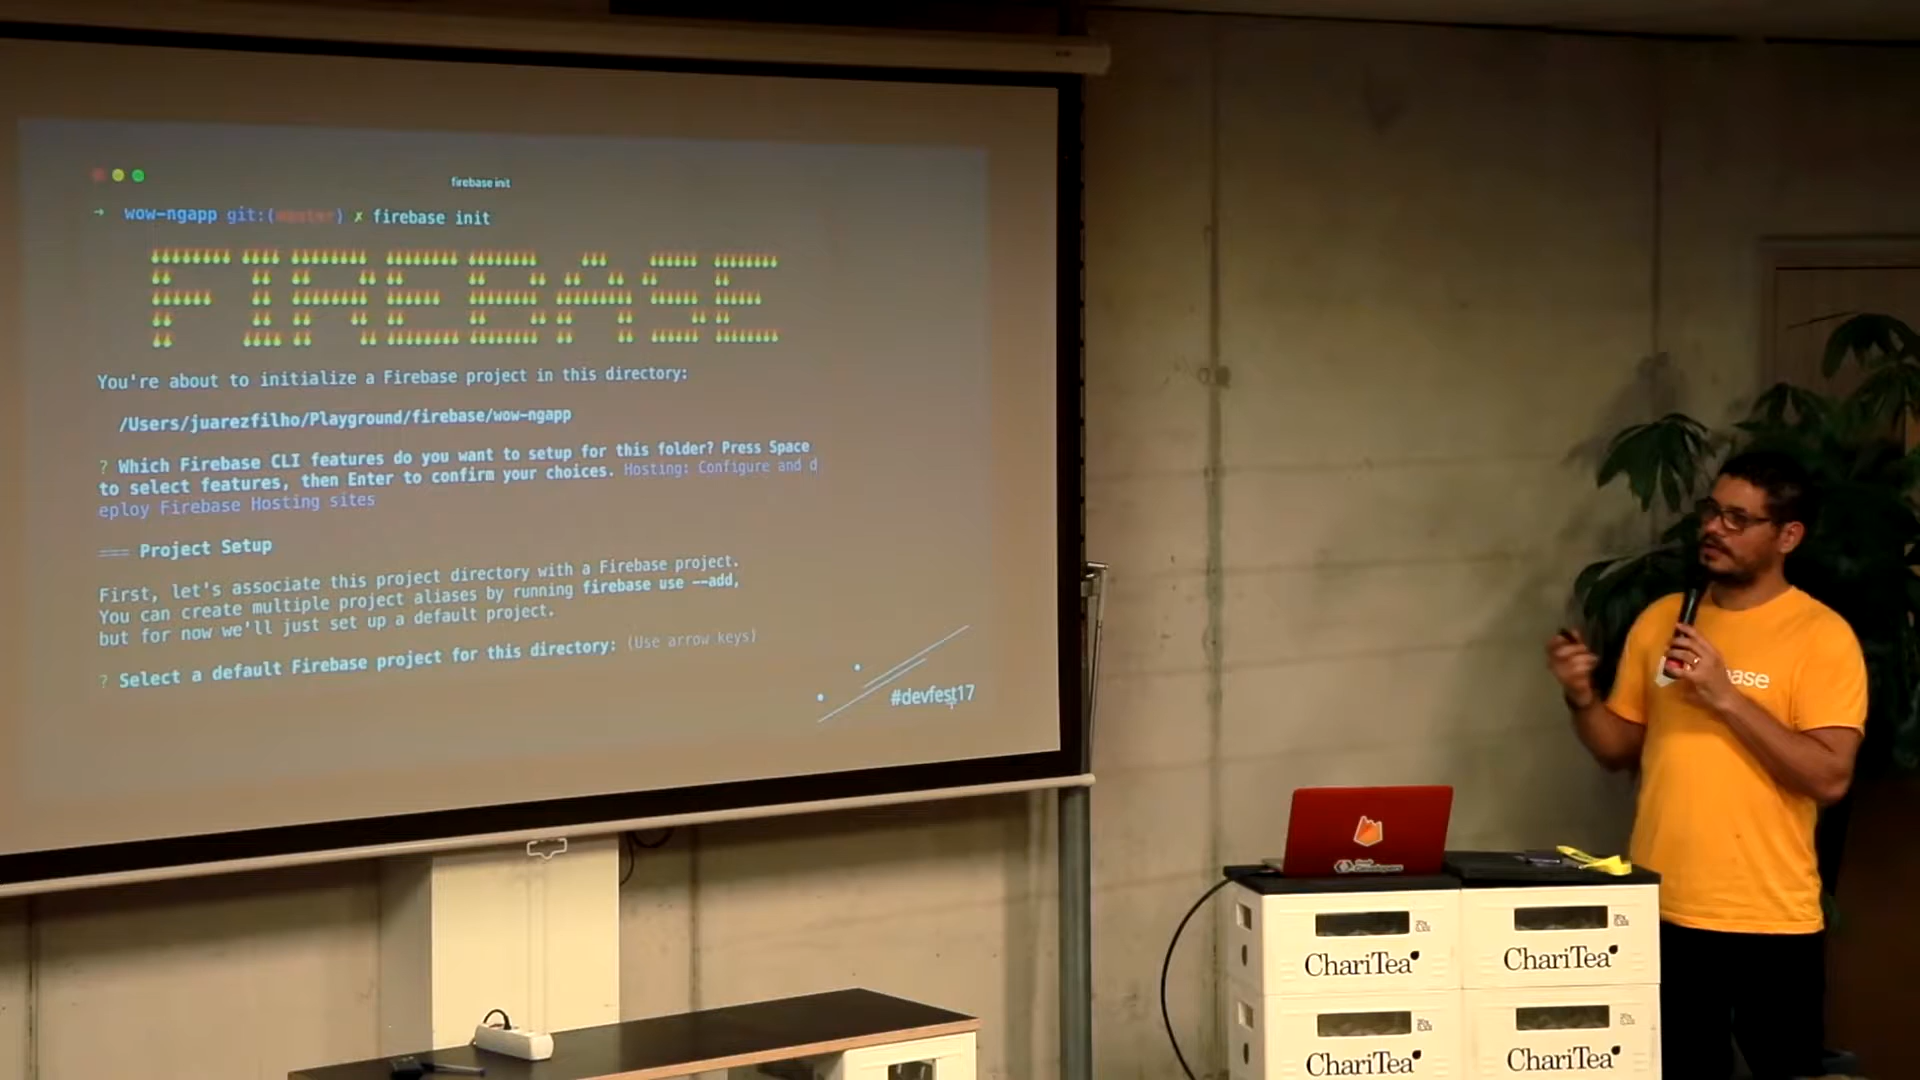 firebase init
→ wow-ngapp git:(master) ✗ firebase init
FIREBASE
You're about to initialize a Firebase project in this directory:
/Users/juarezfilho/Playground/firebase/wow-ngapp
? Which Firebase CLI features do you want to setup for this folder? Press Space
to select features, then Enter to confirm your choices. Hosting: Configure and d
eploy Firebase Hosting sites
=== Project Setup
First, let's associate this project directory with a Firebase project.
You can create multiple project aliases by running firebase use --add,
but for now we'll just set up a default project.
? Select a default Firebase project for this directory: (Use arrow keys)
#devfest17
base
ChariTea
ChariTea
ChariTea
ChariTea